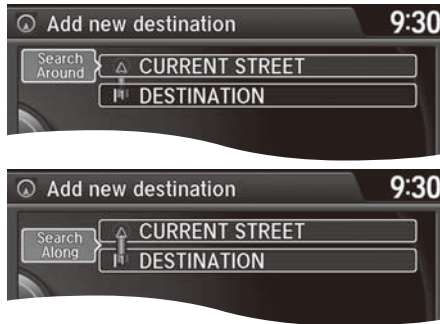 Add new destination 9:30
Search Around
CURRENT STREET
DESTINATION
Add new destination 9:30
Search Along
CURRENT STREET
DESTINATION